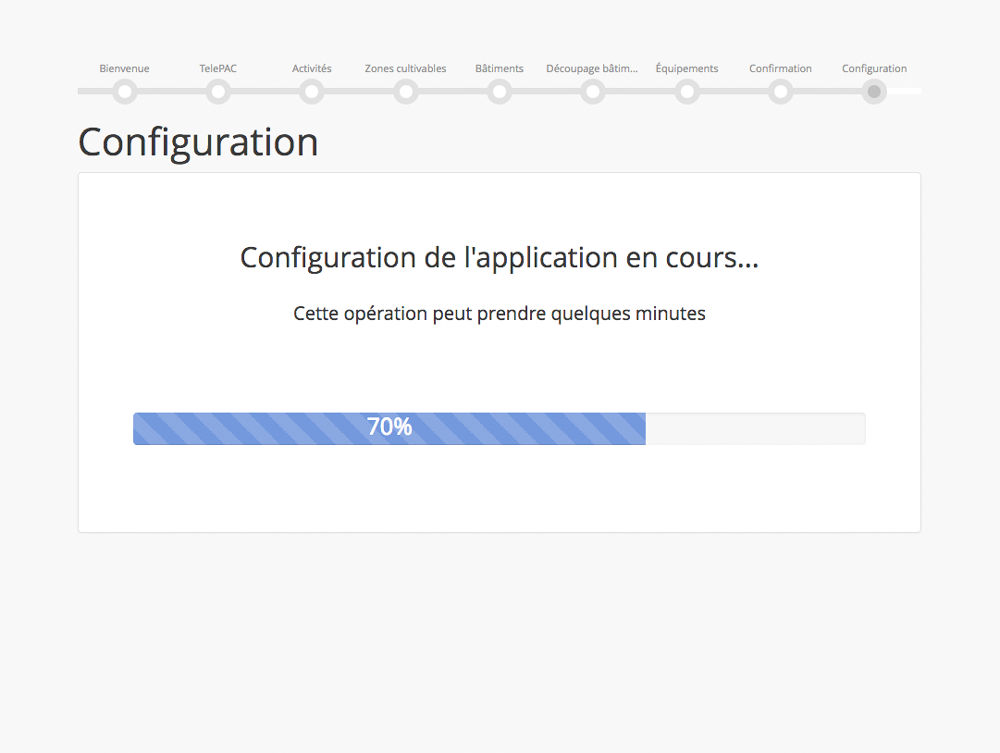 Bienvenue
TelePAC
Activités
Zones cultivables
Bâtiments
Découpage bâtim...
Équipements
Confirmation
Configuration
Configuration
Configuration de l'application en cours...
Cette opération peut prendre quelques minutes
70%